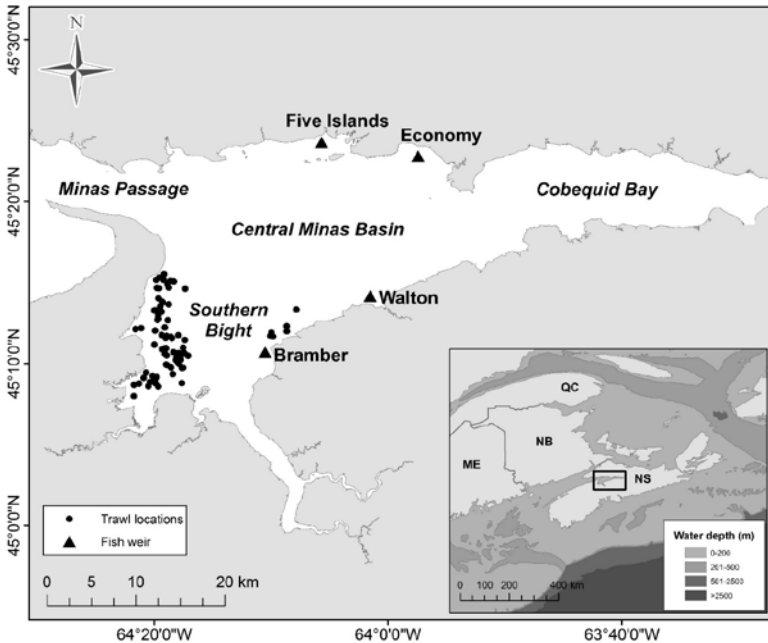 45°30'0"N
N
Five Islands
Economy
Minas Passage
Cobequid Bay
45°20'0"N
Central Minas Basin
Southern
Bight
Walton
Bramber
45°10'0"N
QC
NB
ME
NS
45°0'0"N
Trawl locations
Fish weir
0 5 10 20 km
Water depth (m)
0-200
201-500
501-2500
>2500
0 100 200 400 km
64°20'0"W
64°0'0"W
63°40'0"W